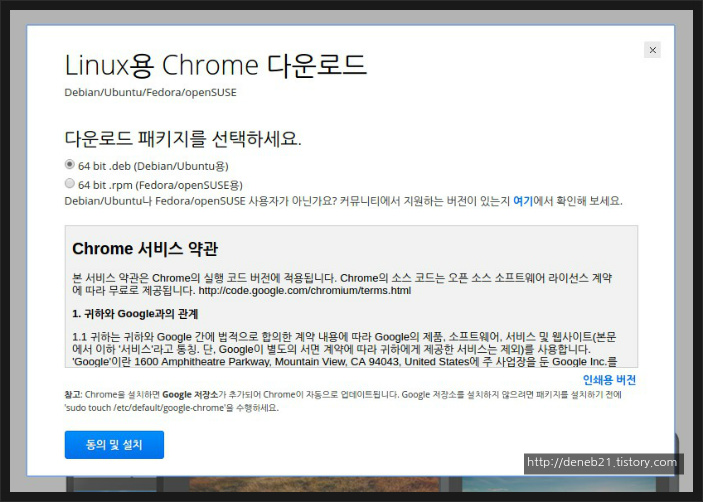 ×
Linux용 Chrome 다운로드
Debian/Ubuntu/Fedora/openSUSE
다운로드 패키지를 선택하세요.
64 bit .deb (Debian/Ubuntu용)
64 bit .rpm (Fedora/openSUSE용)
Debian/Ubuntu나 Fedora/openSUSE 사용자가 아닌가요? 커뮤니티에서 지원하는 버전이 있는지 여기에서 확인해 보세요.
Chrome 서비스 약관
본 서비스 약관은 Chrome의 실행 코드 버전에 적용됩니다. Chrome의 소스 코드는 오픈 소스 소프트웨어 라이선스 계약
에 따라 무료로 제공됩니다. http://code.google.com/chromium/terms.html
1. 귀하와 Google과의 관계
1.1 귀하는 귀하와 Google 간에 법적으로 합의한 계약 내용에 따라 Google의 제품, 소프트웨어, 서비스 및 웹사이트(본문
에서 이하 '서비스'라고 통칭. 단, Google이 별도의 서면 계약에 따라 귀하에게 제공한 서비스는 제외)를 사용합니다.
'Google'이란 1600 Amphitheatre Parkway, Mountain View, CA 94043, United States에 주 사업장을 둔 Google Inc.를
인쇄용 버전
참고: Chrome을 설치하면 Google 저장소가 추가되어 Chrome이 자동으로 업데이트됩니다. Google 저장소를 설치하지 않으려면 패키지를 설치하기 전에
'sudo touch /etc/default/google-chrome'을 수행하세요.
동의 및 설치
http://deneb21.tistory.com